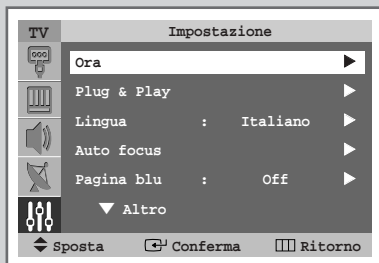 TV Impostazione
Ora
Plug & Play
Lingua : Italiano
Auto focus
Pagina blu : Off
Altro
Sposta Conferma Ritorno